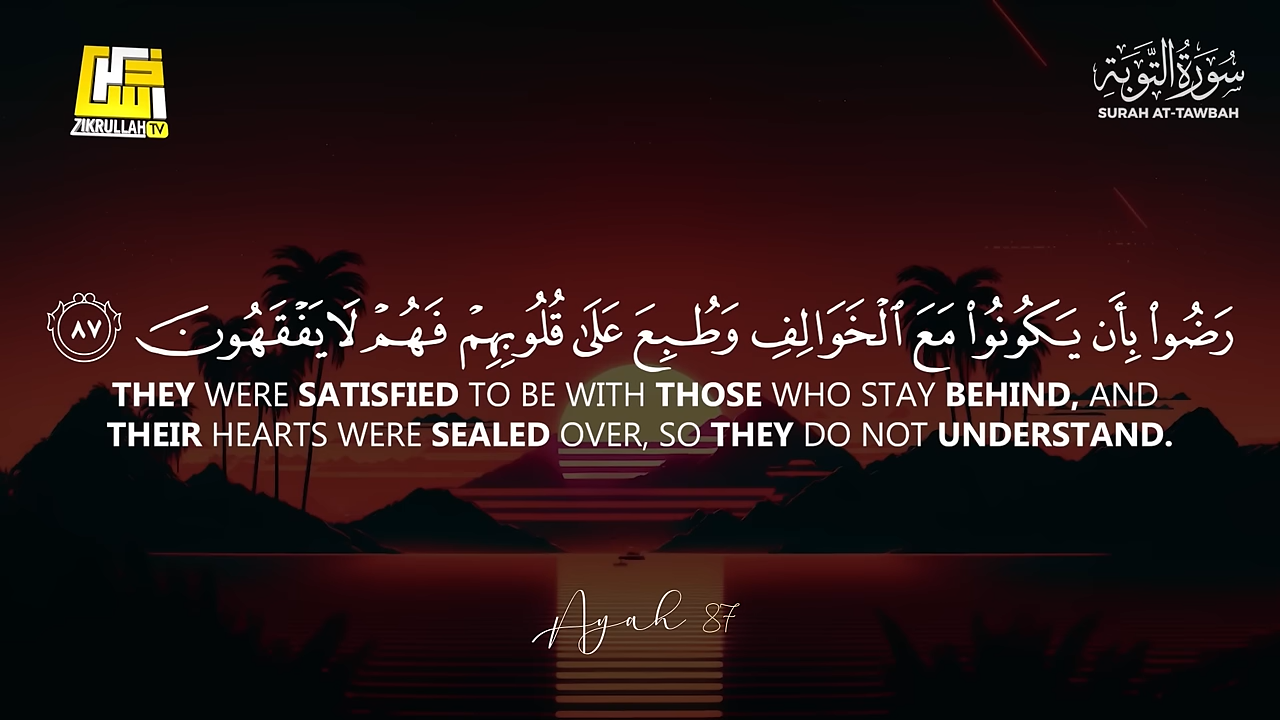 ZIKRULLAH TV
سُورَةُ التَّوبَةِ
SURAH AT-TAWBAH
رَضُوا۟ بِأَن يَكُونُوا۟ مَعَ ٱلْخَوَالِفِ وَطُبِعَ عَلَىٰ قُلُوبِهِمْ فَهُمْ لَا يَفْقَهُونَ ٨٧
THEY WERE SATISFIED TO BE WITH THOSE WHO STAY BEHIND, AND
THEIR HEARTS WERE SEALED OVER, SO THEY DO NOT UNDERSTAND.
Ayah 87